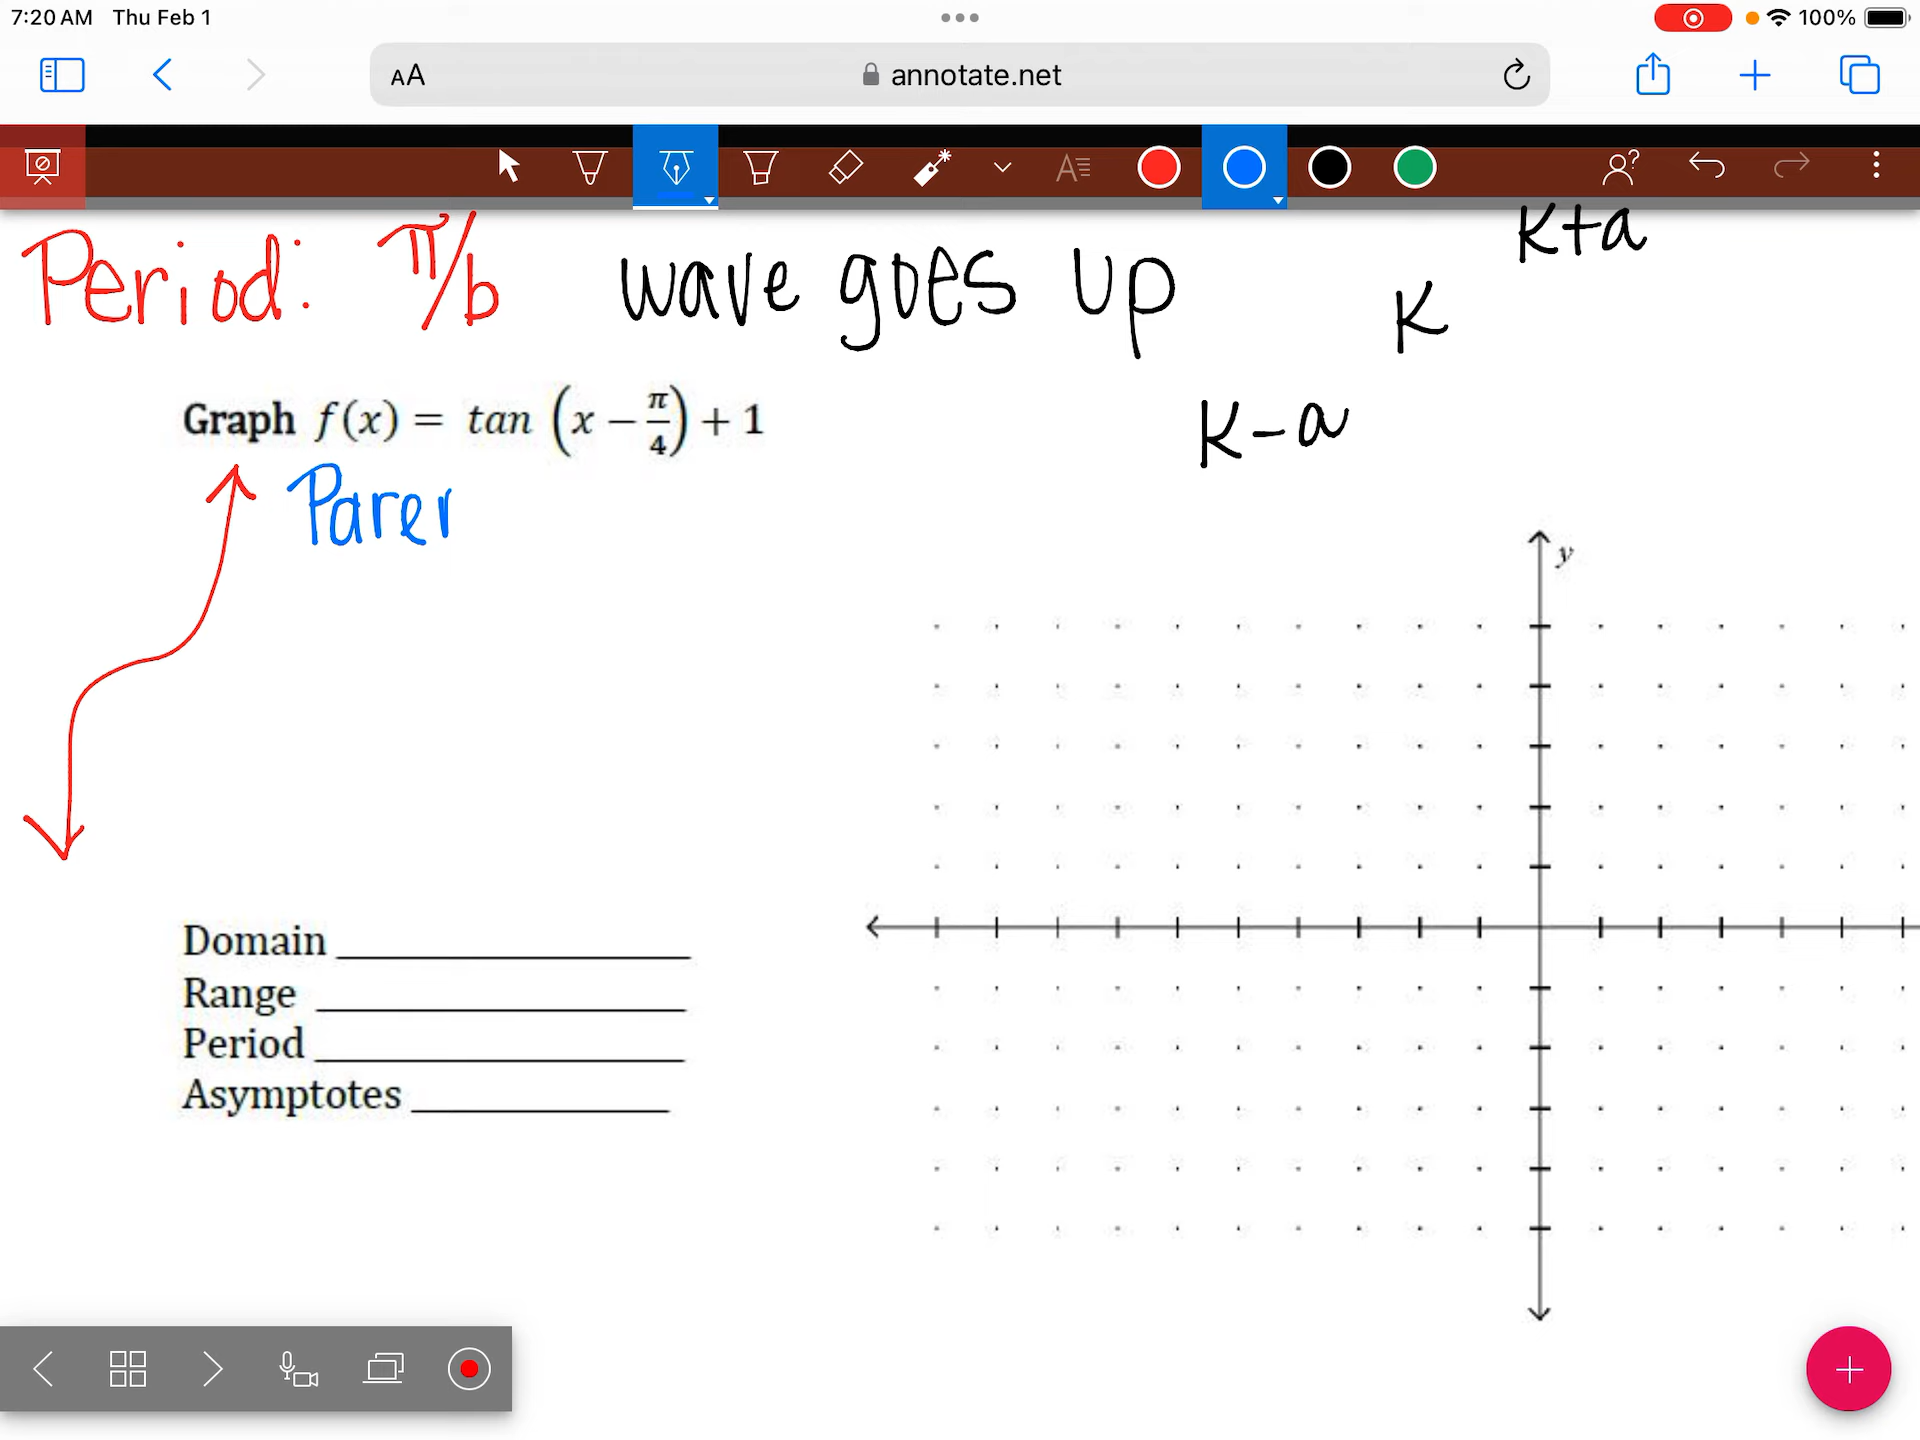 7:20 AM Thu Feb 1
100%
AA annotate.net
K+a
Period: π/b wave goes up
K
Graph f(x) = tan (x − π/4) + 1
K-a
Parer
y
Domain
Range
Period
Asymptotes